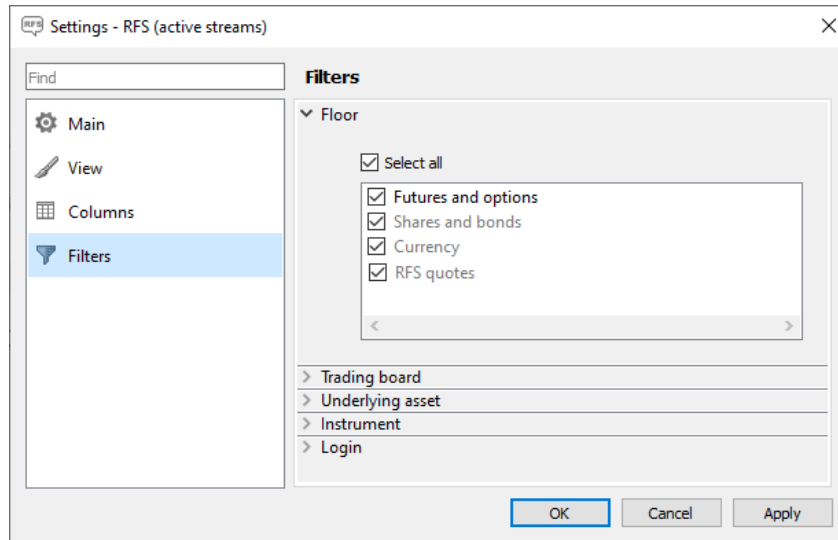 RFS Settings - RFS (active streams)
Find
Main
View
Columns
Filters
Filters
Floor
Select all
Futures and options
Shares and bonds
Currency
RFS quotes
Trading board
Underlying asset
Instrument
Login
OK Cancel Apply